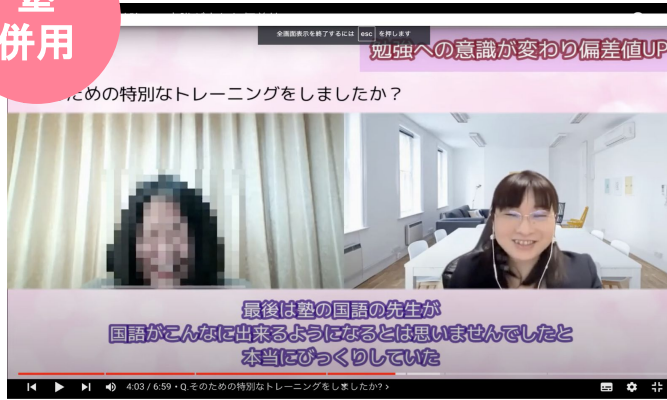 塾
併用
全画面表示を終了するには esc を押します
勉強への意識が変わり偏差値UP
ための特別なトレーニングをしましたか？
最後は塾の国語の先生が
国語がこんなに出来るようになるとは思いませんでしたと
本当にびっくりしていた
4:03 / 6:59・Q.そのための特別なトレーニングをしましたか? ›